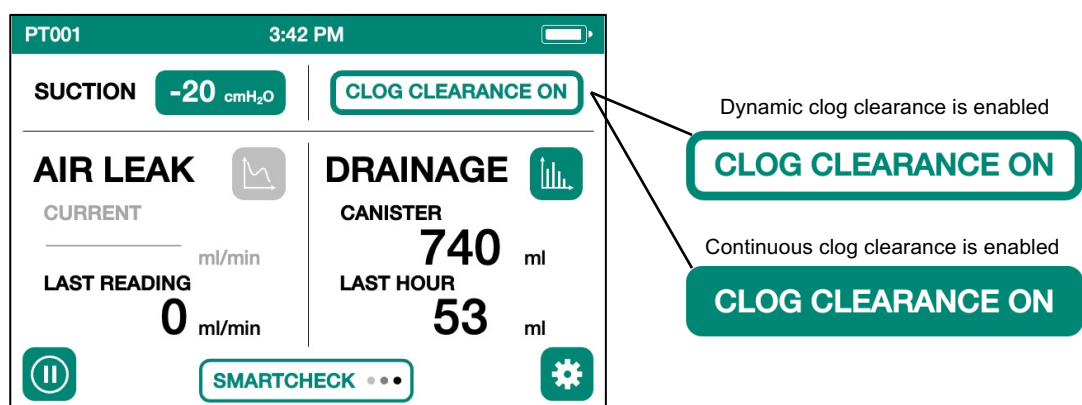 PT001 3:42 PM
SUCTION -20 cmH₂O CLOG CLEARANCE ON
Dynamic clog clearance is enabled
CLOG CLEARANCE ON
AIR LEAK DRAINAGE
CURRENT CANISTER
ml/min 740 ml
Continuous clog clearance is enabled
CLOG CLEARANCE ON
LAST READING LAST HOUR
0 ml/min 53 ml
SMARTCHECK